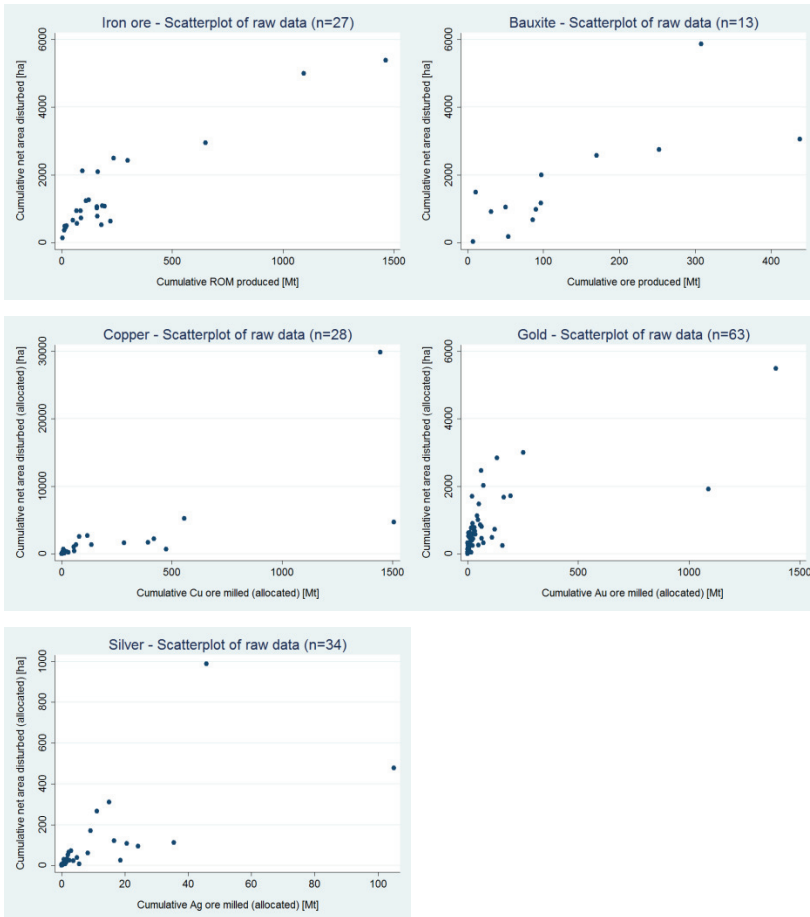 Iron ore - Scatterplot of raw data (n=27)
Cumulative net area disturbed [ha]
6000
4000
2000
0
0 500 1000 1500
Cumulative ROM produced [Mt]
Bauxite - Scatterplot of raw data (n=13)
Cumulative net area disturbed [ha]
6000
4000
2000
0
0 100 200 300 400
Cumulative ore produced [Mt]
Copper - Scatterplot of raw data (n=28)
Cumulative net area disturbed (allocated) [ha]
30000
20000
10000
0
0 500 1000 1500
Cumulative Cu ore milled (allocated) [Mt]
Gold - Scatterplot of raw data (n=63)
Cumulative net area disturbed (allocated) [ha]
6000
4000
2000
0
0 500 1000 1500
Cumulative Au ore milled (allocated) [Mt]
Silver - Scatterplot of raw data (n=34)
Cumulative net area disturbed (allocated) [ha]
1000
800
600
400
200
0
0 20 40 60 80 100
Cumulative Ag ore milled (allocated) [Mt]